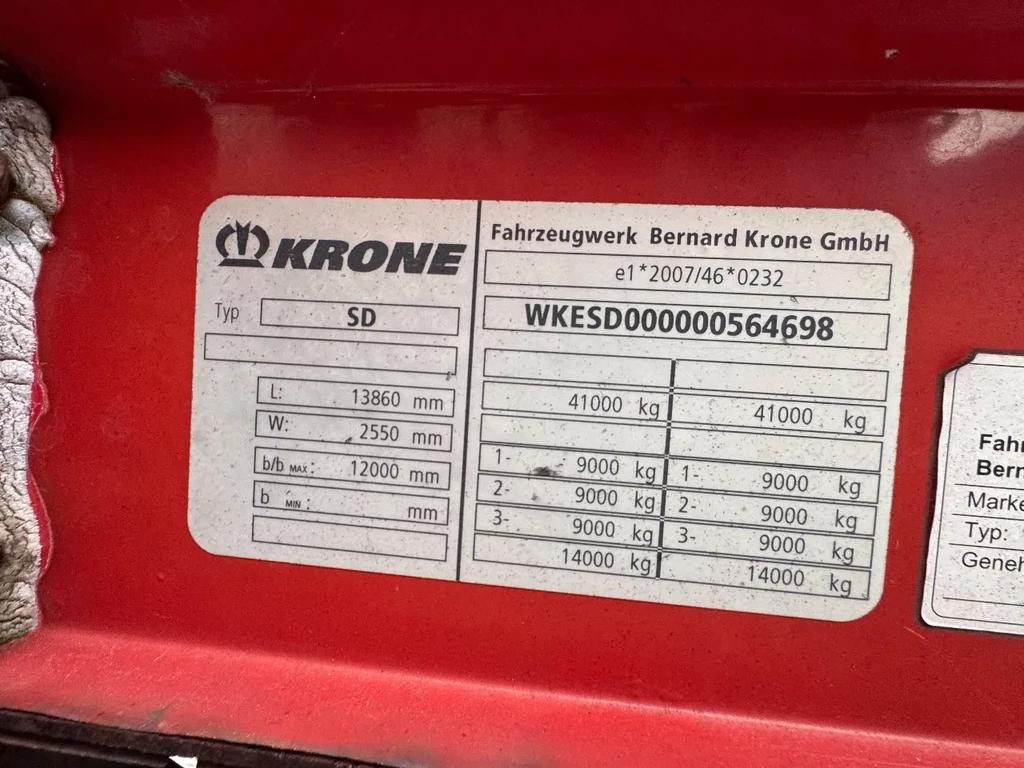 KRONE
Typ SD
L: 13860 mm
W: 2550 mm
b/b MAX: 12000 mm
b MIN: mm
Fahrzeugwerk Bernard Krone GmbH
e1*2007/46*0232
WKESD000000564698
41000 kg 41000 kg
1- 9000 kg 1- 9000 kg
2- 9000 kg 2- 9000 kg
3- 9000 kg 3- 9000 kg
14000 kg 14000 kg
Fahr
Bern
Marke
Typ:
Geneh